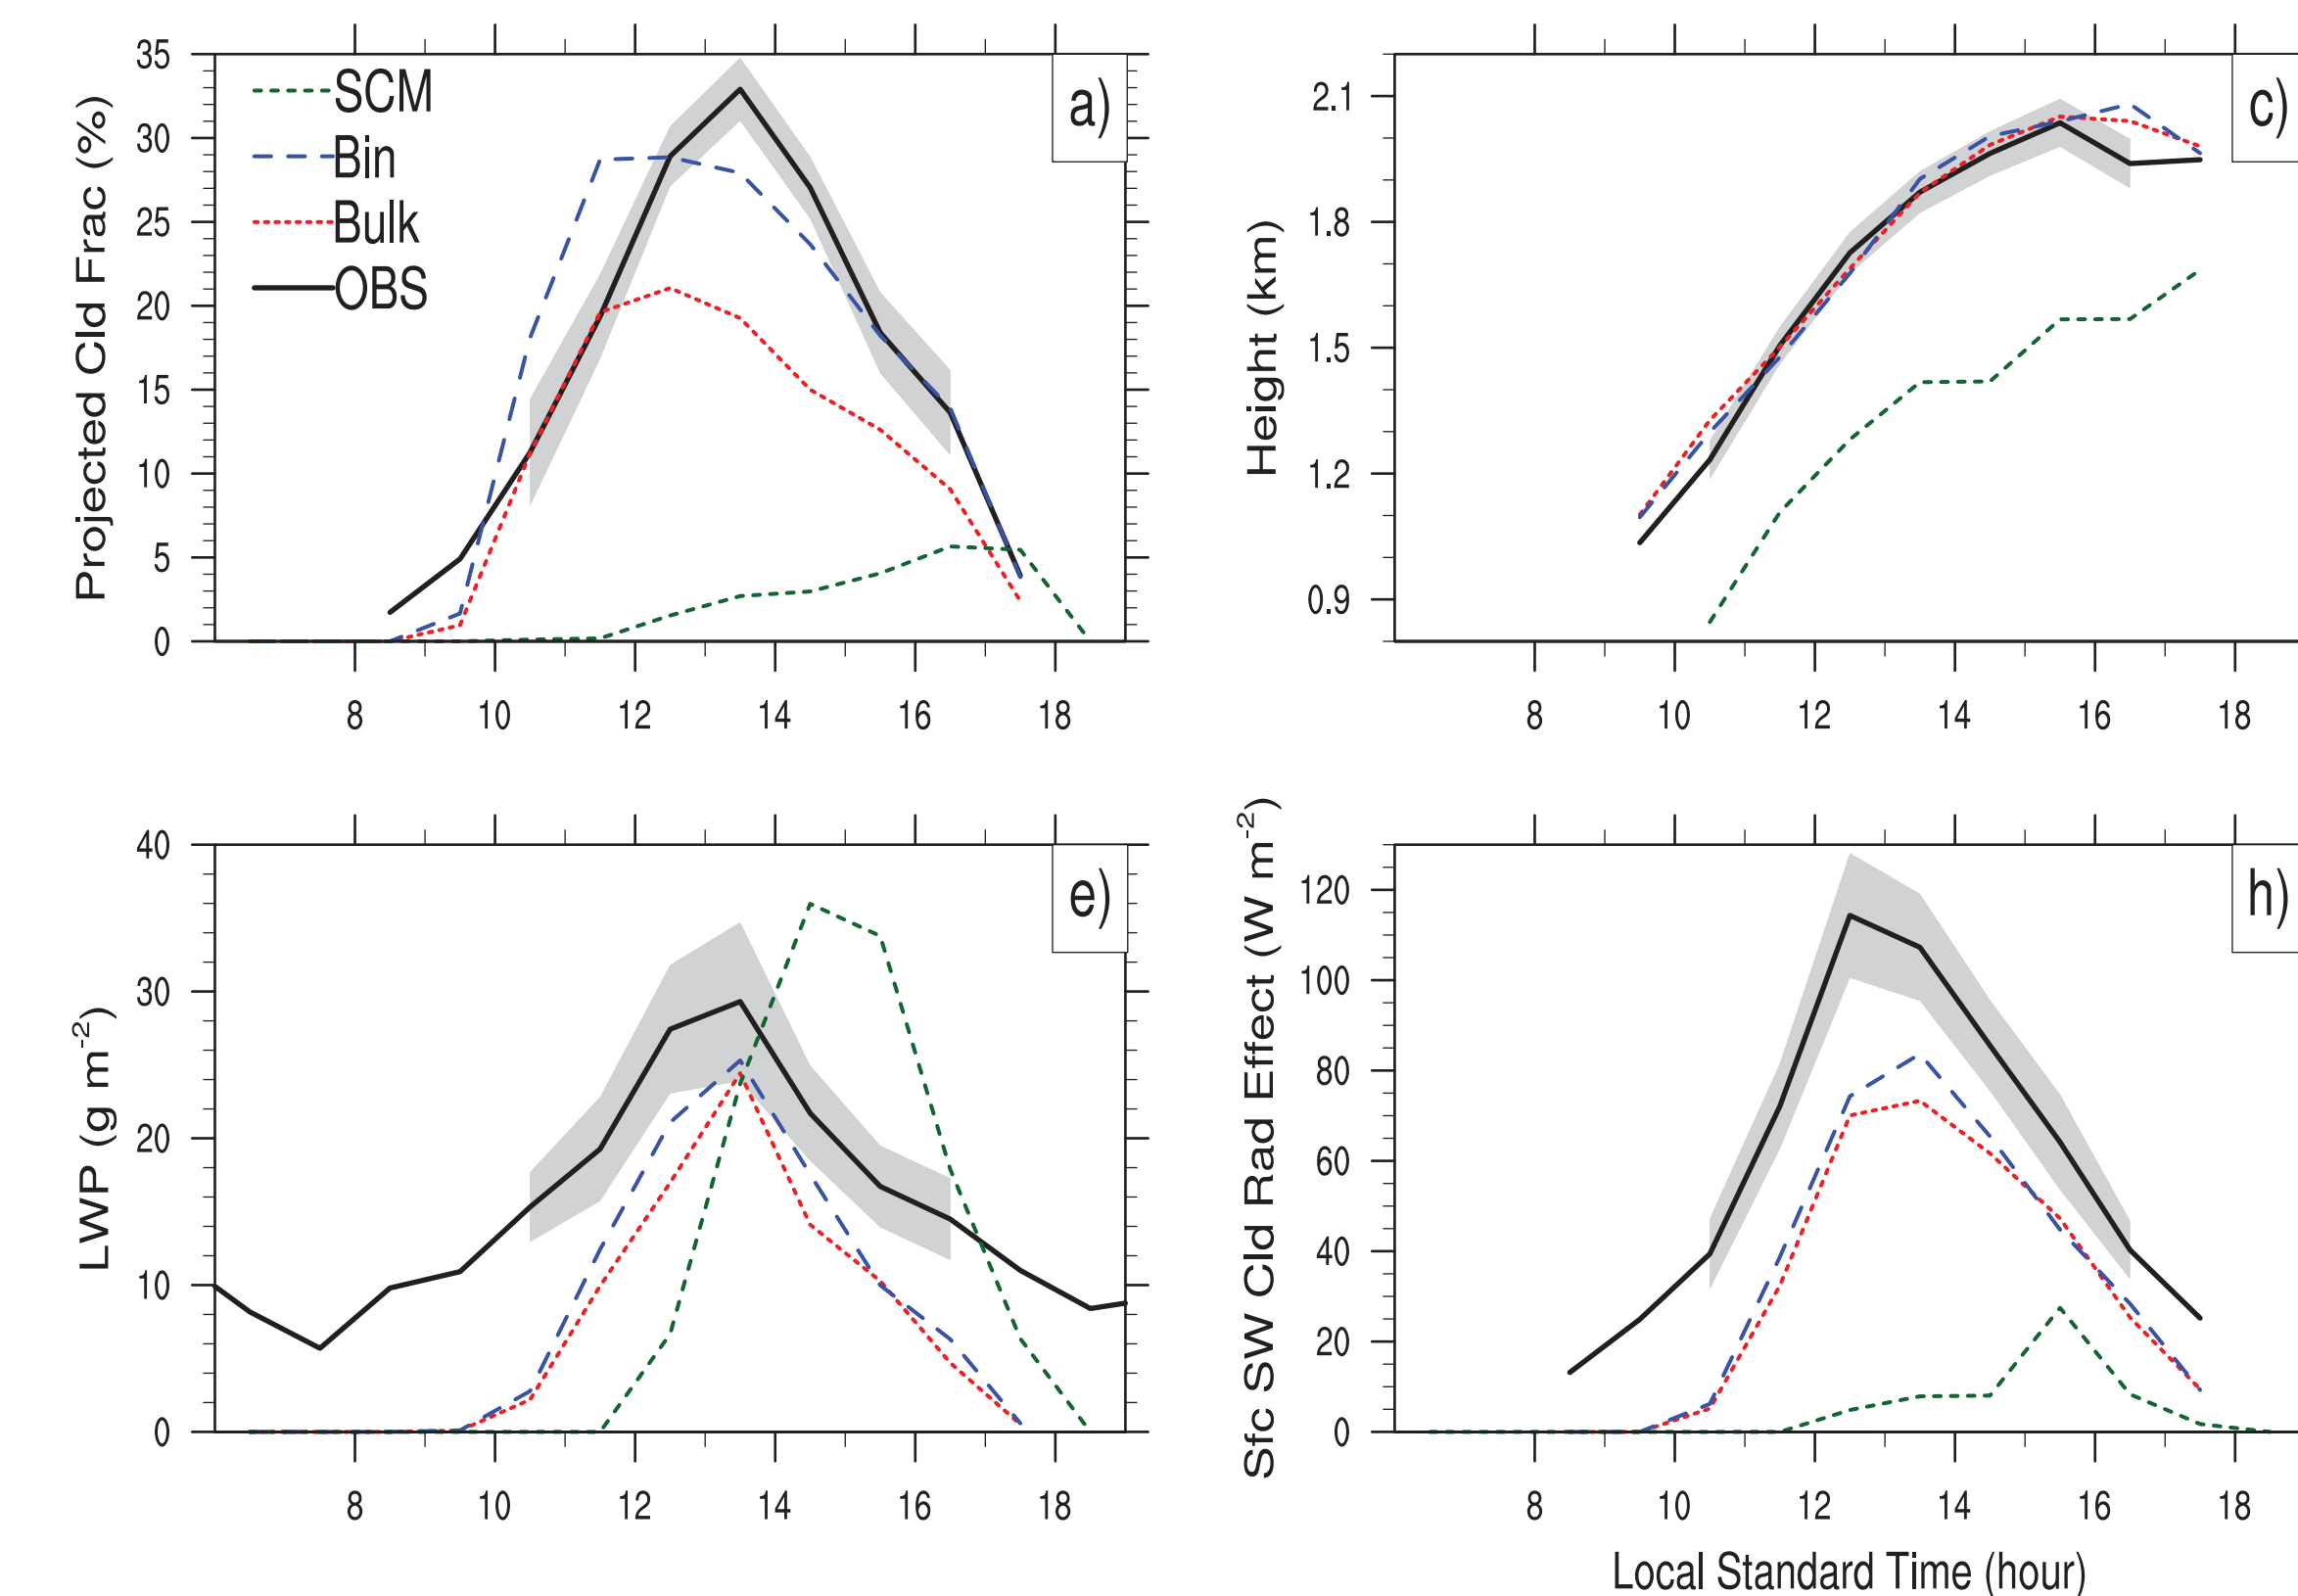 Projected Cld Frac (%)
35
30
25
20
15
10
5
0
SCM
Bin
Bulk
OBS
a)
8 10 12 14 16 18
Height (km)
2.1
1.8
1.5
1.2
0.9
c)
8 10 12 14 16 18
LWP (g m⁻²)
40
30
20
10
0
e)
8 10 12 14 16 18
Sfc SW Cld Rad Effect (W m⁻²)
120
100
80
60
40
20
0
h)
8 10 12 14 16 18
Local Standard Time (hour)